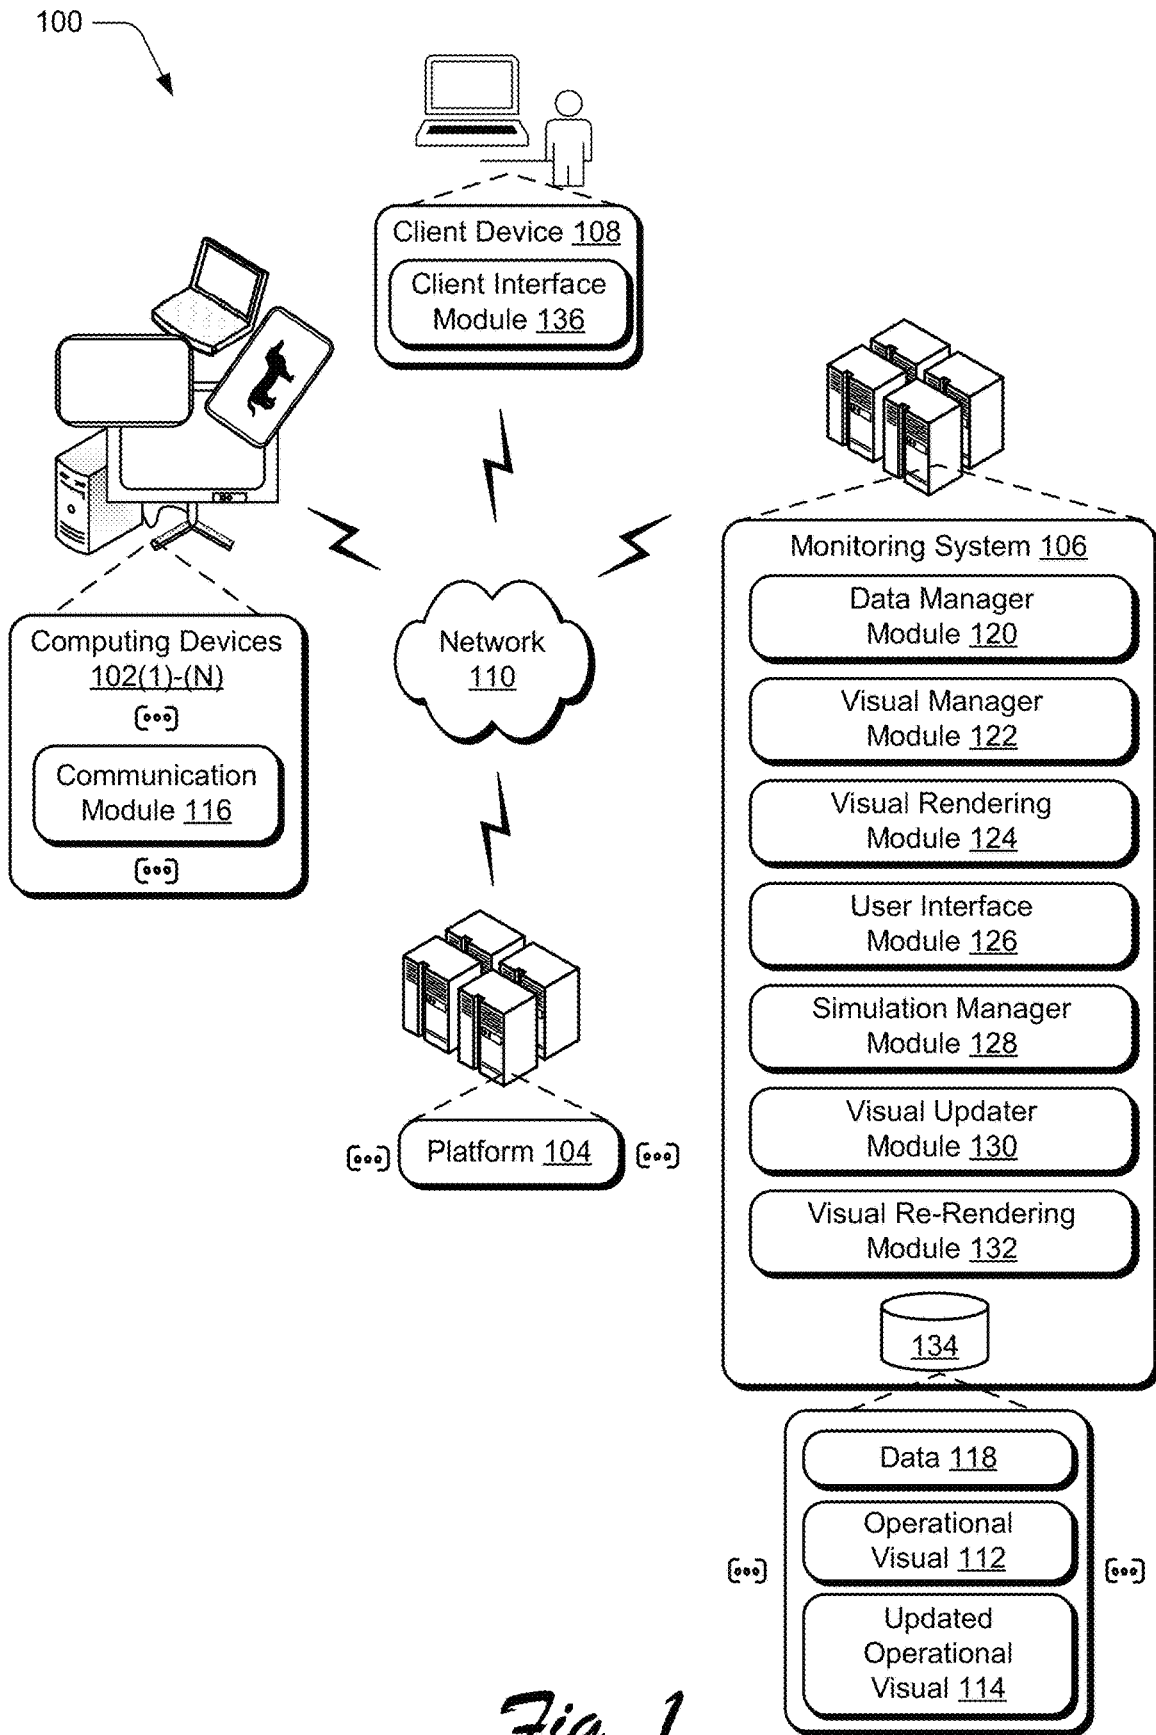 100
Client Device 108
Client Interface
Module 136
Computing Devices
102(1)-(N)
[•••]
Communication
Module 116
[•••]
Network
110
[•••]
Platform 104
[•••]
Monitoring System 106
Data Manager
Module 120
Visual Manager
Module 122
Visual Rendering
Module 124
User Interface
Module 126
Simulation Manager
Module 128
Visual Updater
Module 130
Visual Re-Rendering
Module 132
134
Data 118
Operational
Visual 112
[•••]
[•••]
Updated
Operational
Visual 114
Fig. 1